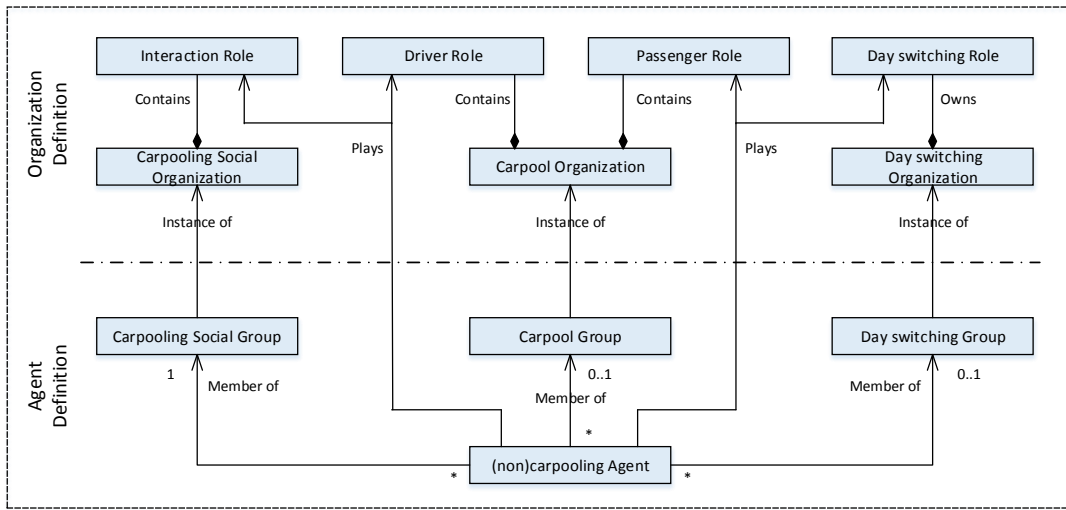 Organization
Definition
Interaction Role
Driver Role
Passenger Role
Day switching Role
Contains
Contains
Contains
Owns
Plays
Plays
Carpooling Social
Organization
Carpool Organization
Day switching
Organization
Instance of
Instance of
Instance of
Agent
Definition
Carpooling Social Group
Carpool Group
Day switching Group
1
0..1
0..1
Member of
Member of
Member of
*
(non)carpooling Agent
*
*